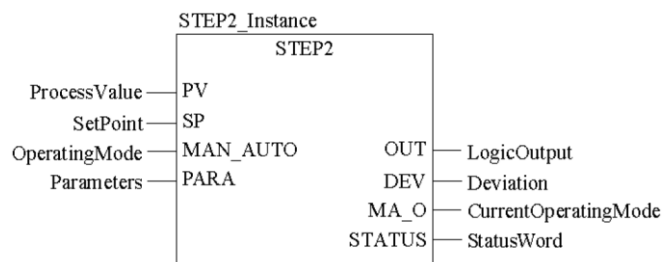 STEP2_Instance
STEP2
ProcessValue PV
SetPoint SP
OperatingMode MAN_AUTO OUT LogicOutput
Parameters PARA DEV Deviation
MA_O CurrentOperatingMode
STATUS StatusWord